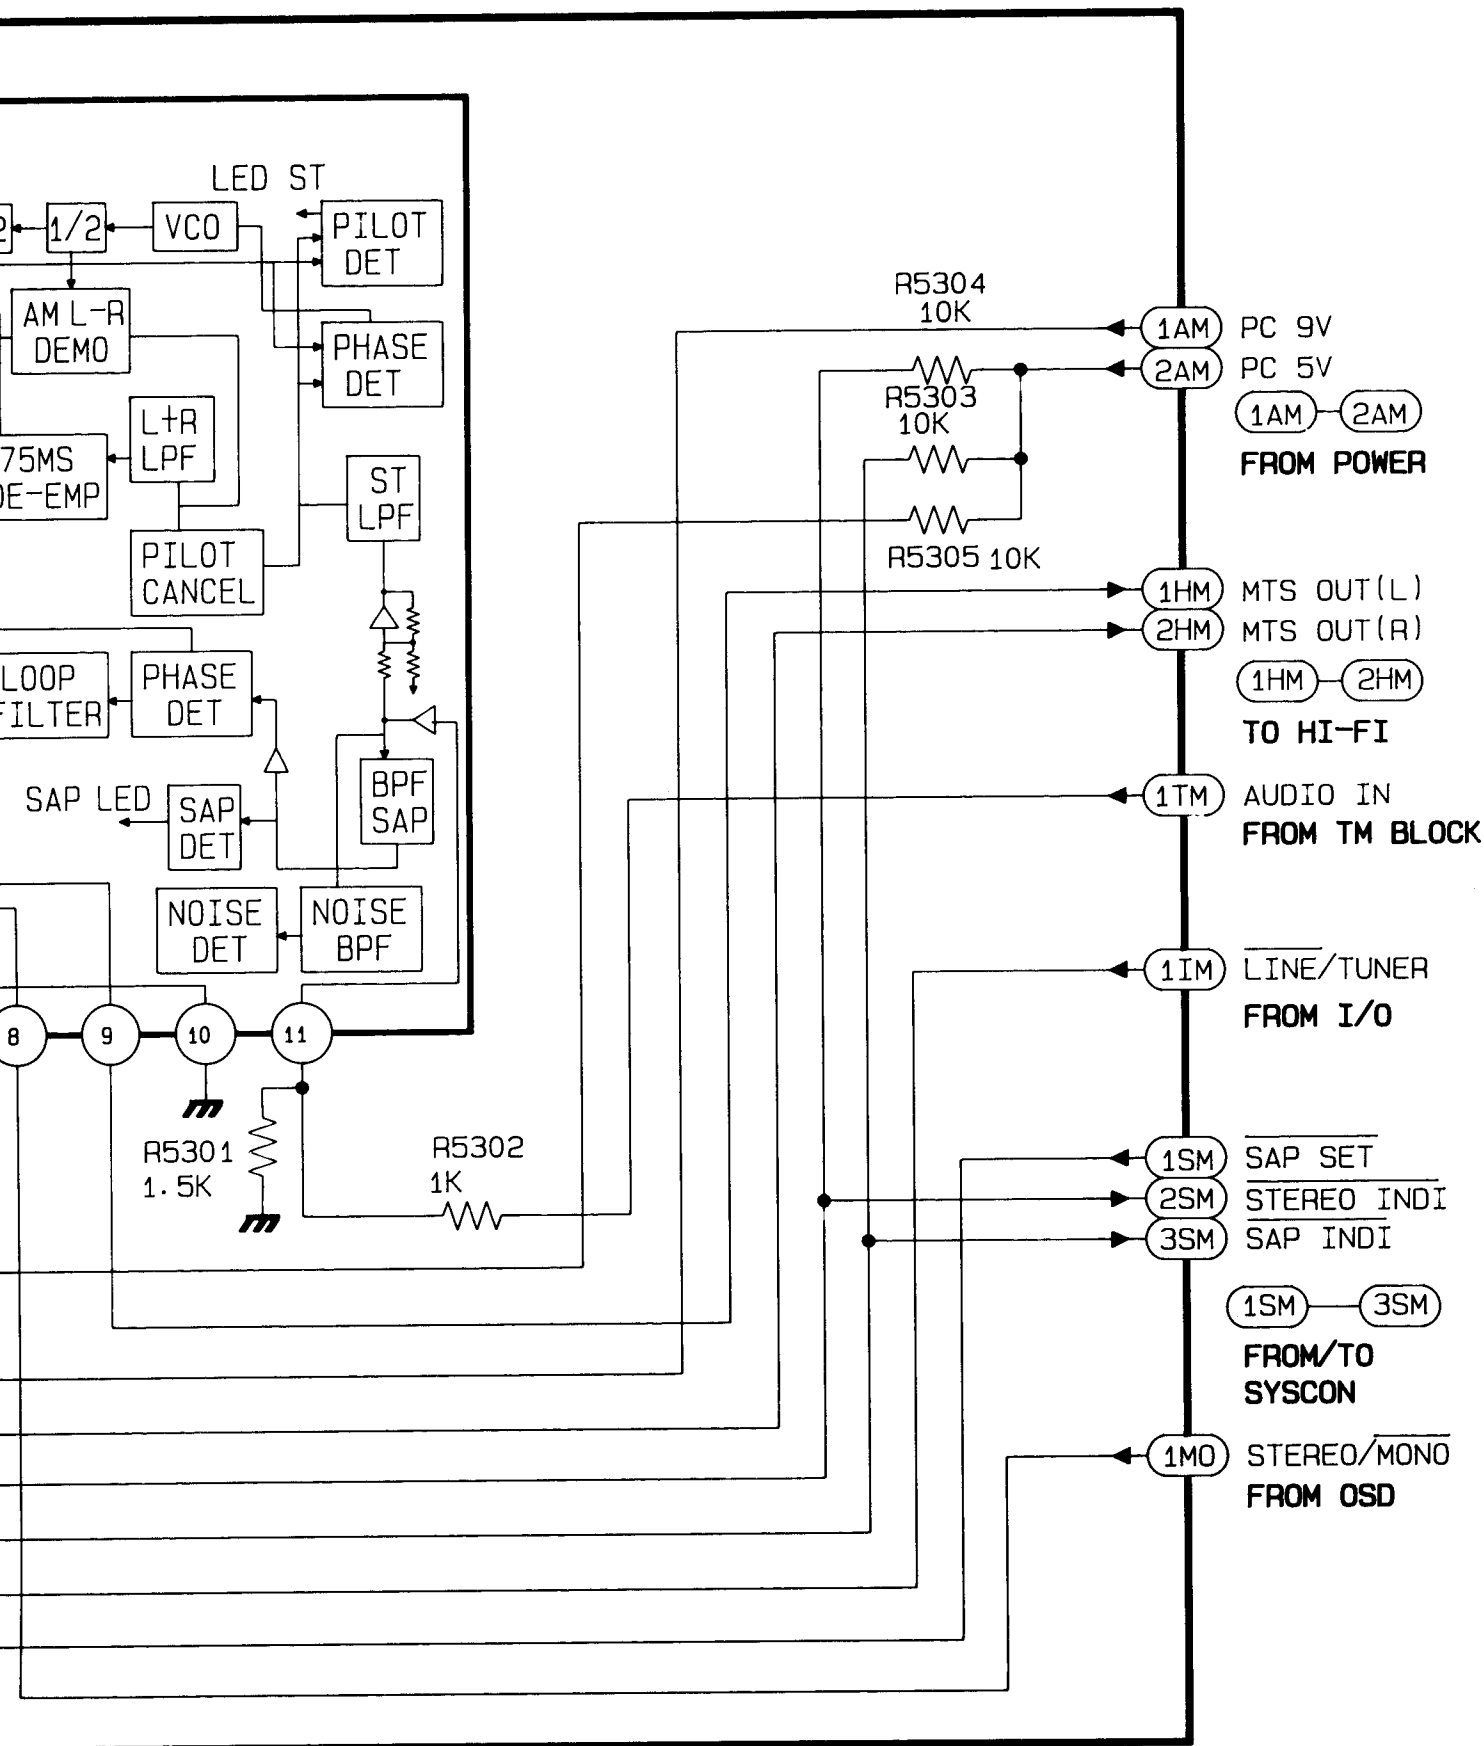 LED ST
1/2
VCO
PILOT
DET
AM L-R
DEMO
PHASE
DET
L+R
LPF
75MS
DE-EMP
ST
LPF
PILOT
CANCEL
LOOP
FILTER
PHASE
DET
SAP LED
SAP
DET
BPF
SAP
NOISE
DET
NOISE
BPF
8
9
10
11
R5301
1.5K
R5302
1K
R5304
10K
R5303
10K
R5305 10K
1AM PC 9V
2AM PC 5V
1AM 2AM
FROM POWER
1HM MTS OUT(L)
2HM MTS OUT(R)
1HM 2HM
TO HI-FI
1TM AUDIO IN
FROM TM BLOCK
1IM LINE/TUNER
FROM I/O
1SM SAP SET
2SM STEREO INDI
3SM SAP INDI
1SM 3SM
FROM/TO
SYSCON
1MO STEREO/MONO
FROM OSD